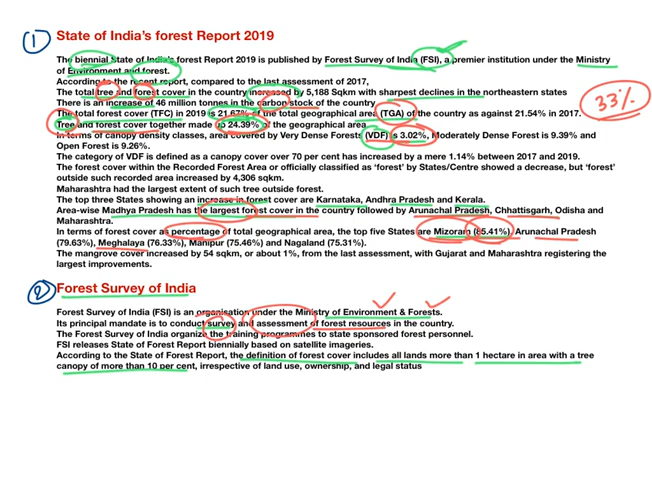 1 State of India's forest Report 2019
The biennial State of India's forest Report 2019 is published by Forest Survey of India (FSI), a premier institution under the Ministry
of Environment and forest.
According to the recent report, compared to the last assessment of 2017,
The total tree and forest cover in the country increased by 5,188 Sqkm with sharpest declines in the northeastern states
There is an increase of 46 million tonnes in the carbon stock of the country
33%
The total forest cover (TFC) in 2019 is 21.67% of the total geographical area (TGA) of the country as against 21.54% in 2017.
Tree and forest cover together made up 24.39% of the geographical area
In terms of canopy density classes, area covered by Very Dense Forests (VDF) is 3.02%, Moderately Dense Forest is 9.39% and
Open Forest is 9.26%.
The category of VDF is defined as a canopy cover over 70 per cent has increased by a mere 1.14% between 2017 and 2019.
The forest cover within the Recorded Forest Area or officially classified as 'forest' by States/Centre showed a decrease, but 'forest'
outside such recorded area increased by 4,306 sqkm.
Maharashtra had the largest extent of such tree outside forest.
The top three States showing an increase in forest cover are Karnataka, Andhra Pradesh and Kerala.
Area-wise Madhya Pradesh has the largest forest cover in the country followed by Arunachal Pradesh, Chhattisgarh, Odisha and
Maharashtra.
In terms of forest cover as percentage of total geographical area, the top five States are Mizoram (85.41%), Arunachal Pradesh
(79.63%), Meghalaya (76.33%), Manipur (75.46%) and Nagaland (75.31%).
The mangrove cover increased by 54 sqkm, or about 1%, from the last assessment, with Gujarat and Maharashtra registering the
largest improvements.
2 Forest Survey of India
Forest Survey of India (FSI) is an organisation under the Ministry of Environment & Forests.
Its principal mandate is to conduct survey and assessment of forest resources in the country.
The Forest Survey of India organize the training programmes to state sponsored forest personnel.
FSI releases State of Forest Report biennially based on satellite imageries.
According to the State of Forest Report, the definition of forest cover includes all lands more than 1 hectare in area with a tree
canopy of more than 10 per cent, irrespective of land use, ownership, and legal status